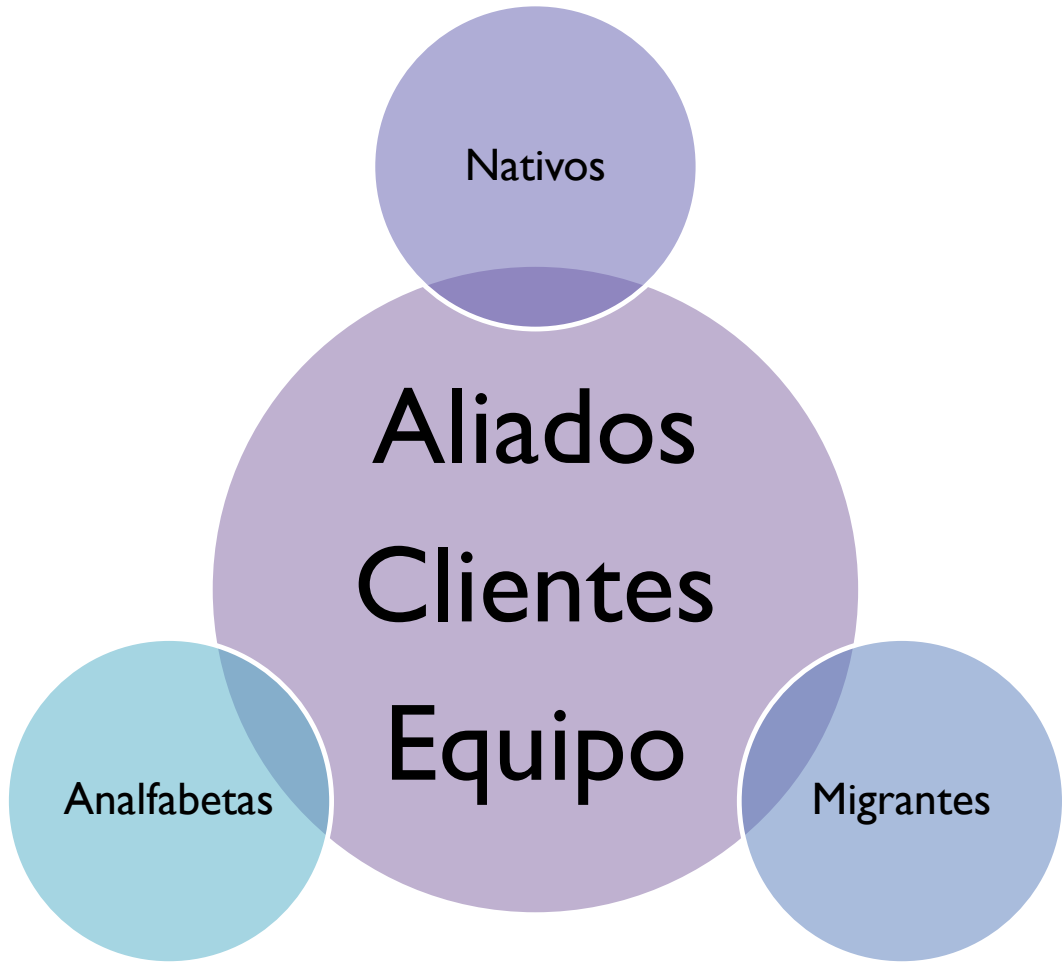 Nativos
Aliados
Clientes
Equipo
Analfabetas
Migrantes